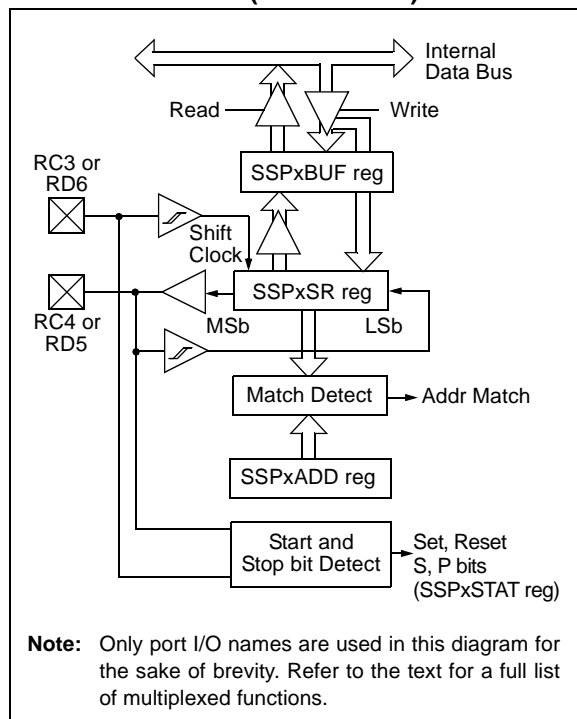 Internal
Data Bus
Read
Write
RC3 or
RD6
SSPxBUF reg
Shift
Clock
SSPxSR reg
MSb
LSb
RC4 or
RD5
Match Detect
Addr Match
SSPxADD reg
Start and
Stop bit Detect
Set, Reset
S, P bits
(SSPxSTAT reg)
Note: Only port I/O names are used in this diagram for
the sake of brevity. Refer to the text for a full list
of multiplexed functions.